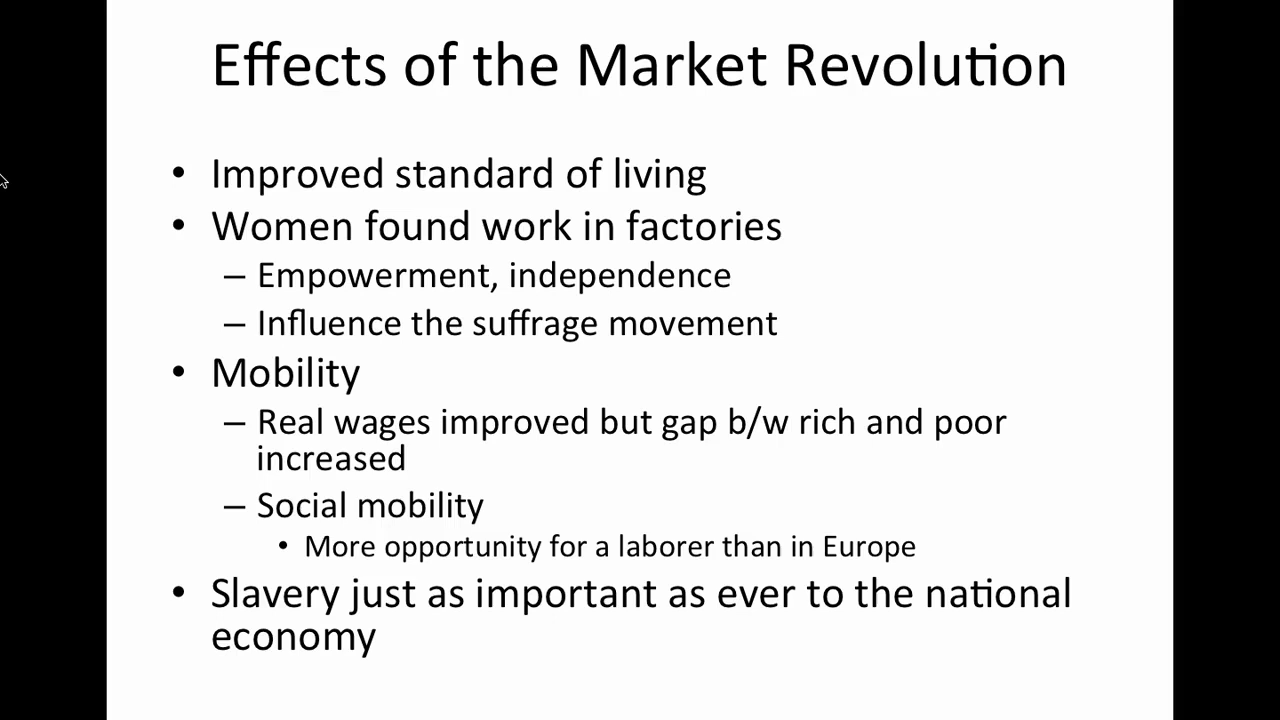 Effects of the Market Revolution
• Improved standard of living
• Women found work in factories
– Empowerment, independence
– Influence the suffrage movement
• Mobility
– Real wages improved but gap b/w rich and poor
increased
– Social mobility
• More opportunity for a laborer than in Europe
• Slavery just as important as ever to the national
economy